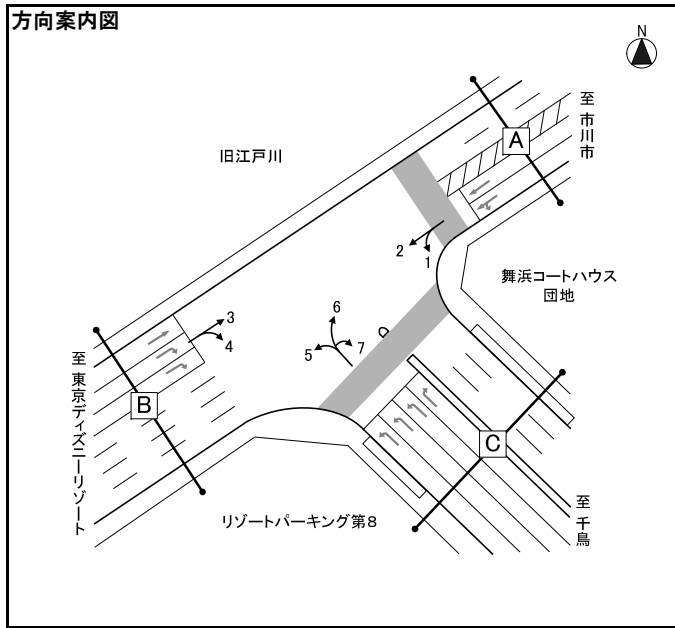 方向案内図
N
至市川市
A
旧江戸川
舞浜コートハウス
団地
2
1
3
4
6
5
7
至東京ディズニーリゾート
B
C
リゾートパーキング第8
至千鳥